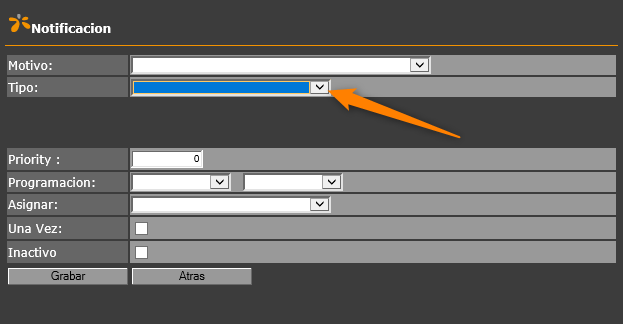 Notificacion
Motivo:
Tipo:
Priority : 0
Programacion:
Asignar:
Una Vez:
Inactivo
Grabar Atras